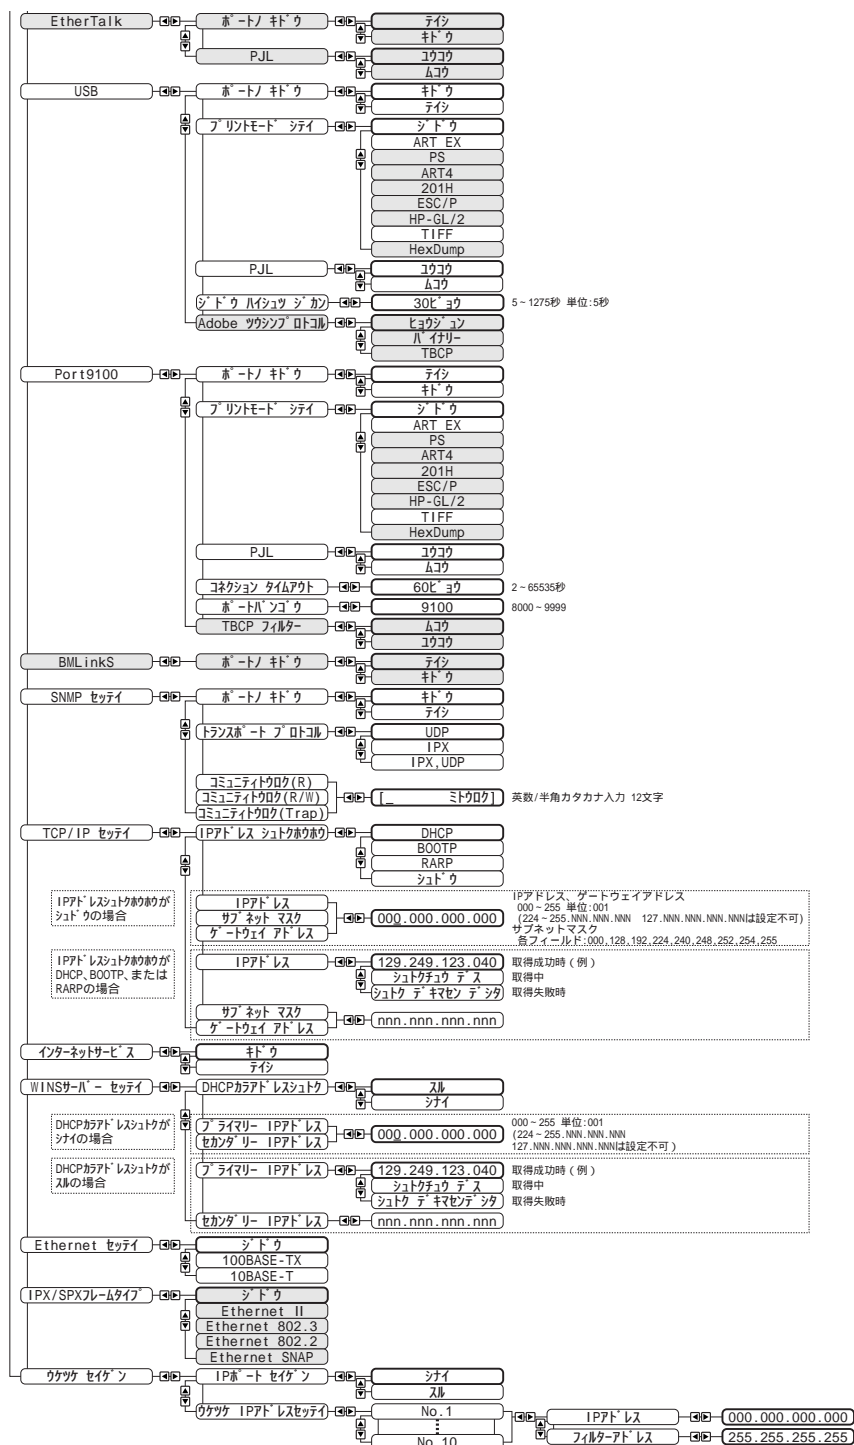 EtherTalk ポートノ キドウ テイシ
キドウ
PJL ユウコウ
ムコウ
USB ポートノ キドウ キドウ
テイシ
プリントモード シテイ ジドウ
ART EX
PS
ART4
201H
ESC/P
HP-GL/2
TIFF
HexDump
PJL ユウコウ
ムコウ
ジドウ ハイシュツ ジカン 30ビョウ 5~1275秒 単位:5秒
Adobe ツウシンプロトコル ヒョウジュン
バイナリー
TBCP
Port9100 ポートノ キドウ テイシ
キドウ
プリントモード シテイ ジドウ
ART EX
PS
ART4
201H
ESC/P
HP-GL/2
TIFF
HexDump
PJL ユウコウ
ムコウ
コネクション タイムアウト 60ビョウ 2~65535秒
ポートバンゴウ 9100 8000~9999
TBCP フィルター ムコウ
ユウコウ
BMLinkS ポートノ キドウ テイシ
キドウ
SNMP セッテイ ポートノ キドウ キドウ
テイシ
トランスポート プロトコル UDP
IPX
IPX,UDP
コミュニティトウロク(R)
コミュニティトウロク(R/W) [_ ミトウロク] 英数/半角カタカナ入力 12文字
コミュニティトウロク(Trap)
TCP/IP セッテイ IPアドレス シュトクホウホウ DHCP
BOOTP
RARP
シュドウ
IPアドレスシュトクホウホウが
シュドウの場合
IPアドレス
サブネット マスク
ゲートウェイ アドレス
000.000.000.000
IPアドレス、ゲートウェイアドレス
000~255 単位:001
(224~255.NNN.NNN.NNN 127.NNN.NNN.NNN.NNNは設定不可)
サブネットマスク
各フィールド:000,128,192,224,240,248,252,254,255
IPアドレスシュトクホウホウが
DHCP、BOOTP、または
RARPの場合
IPアドレス 129.249.123.040 取得成功時(例)
シュトクチュウ デス 取得中
シュトク デキマセン デシタ 取得失敗時
サブネット マスク
ゲートウェイ アドレス
nnn.nnn.nnn.nnn
インターネットサービス キドウ
テイシ
WINSサーバー セッテイ DHCPカラアドレスシュトク スル
シナイ
DHCPカラアドレスシュトクが
シナイの場合
プライマリー IPアドレス
セカンダリー IPアドレス
000.000.000.000
000~255 単位:001
(224~255.NNN.NNN.NNN
127.NNN.NNN.NNN.NNNは設定不可)
DHCPカラアドレスシュトクが
スルの場合
プライマリー IPアドレス 129.249.123.040 取得成功時(例)
シュトクチュウ デス 取得中
シュトク デキマセンデシタ 取得失敗時
セカンダリー IPアドレス nnn.nnn.nnn.nnn
Ethernet セッテイ ジドウ
100BASE-TX
10BASE-T
IPX/SPXフレームタイプ ジドウ
Ethernet II
Ethernet 802.3
Ethernet 802.2
Ethernet SNAP
ウケツケ セイゲン IPポート セイゲン シナイ
スル
ウケツケ IPアドレスセッテイ No.1 IPアドレス 000.000.000.000
No.10 フィルターアドレス 255.255.255.255